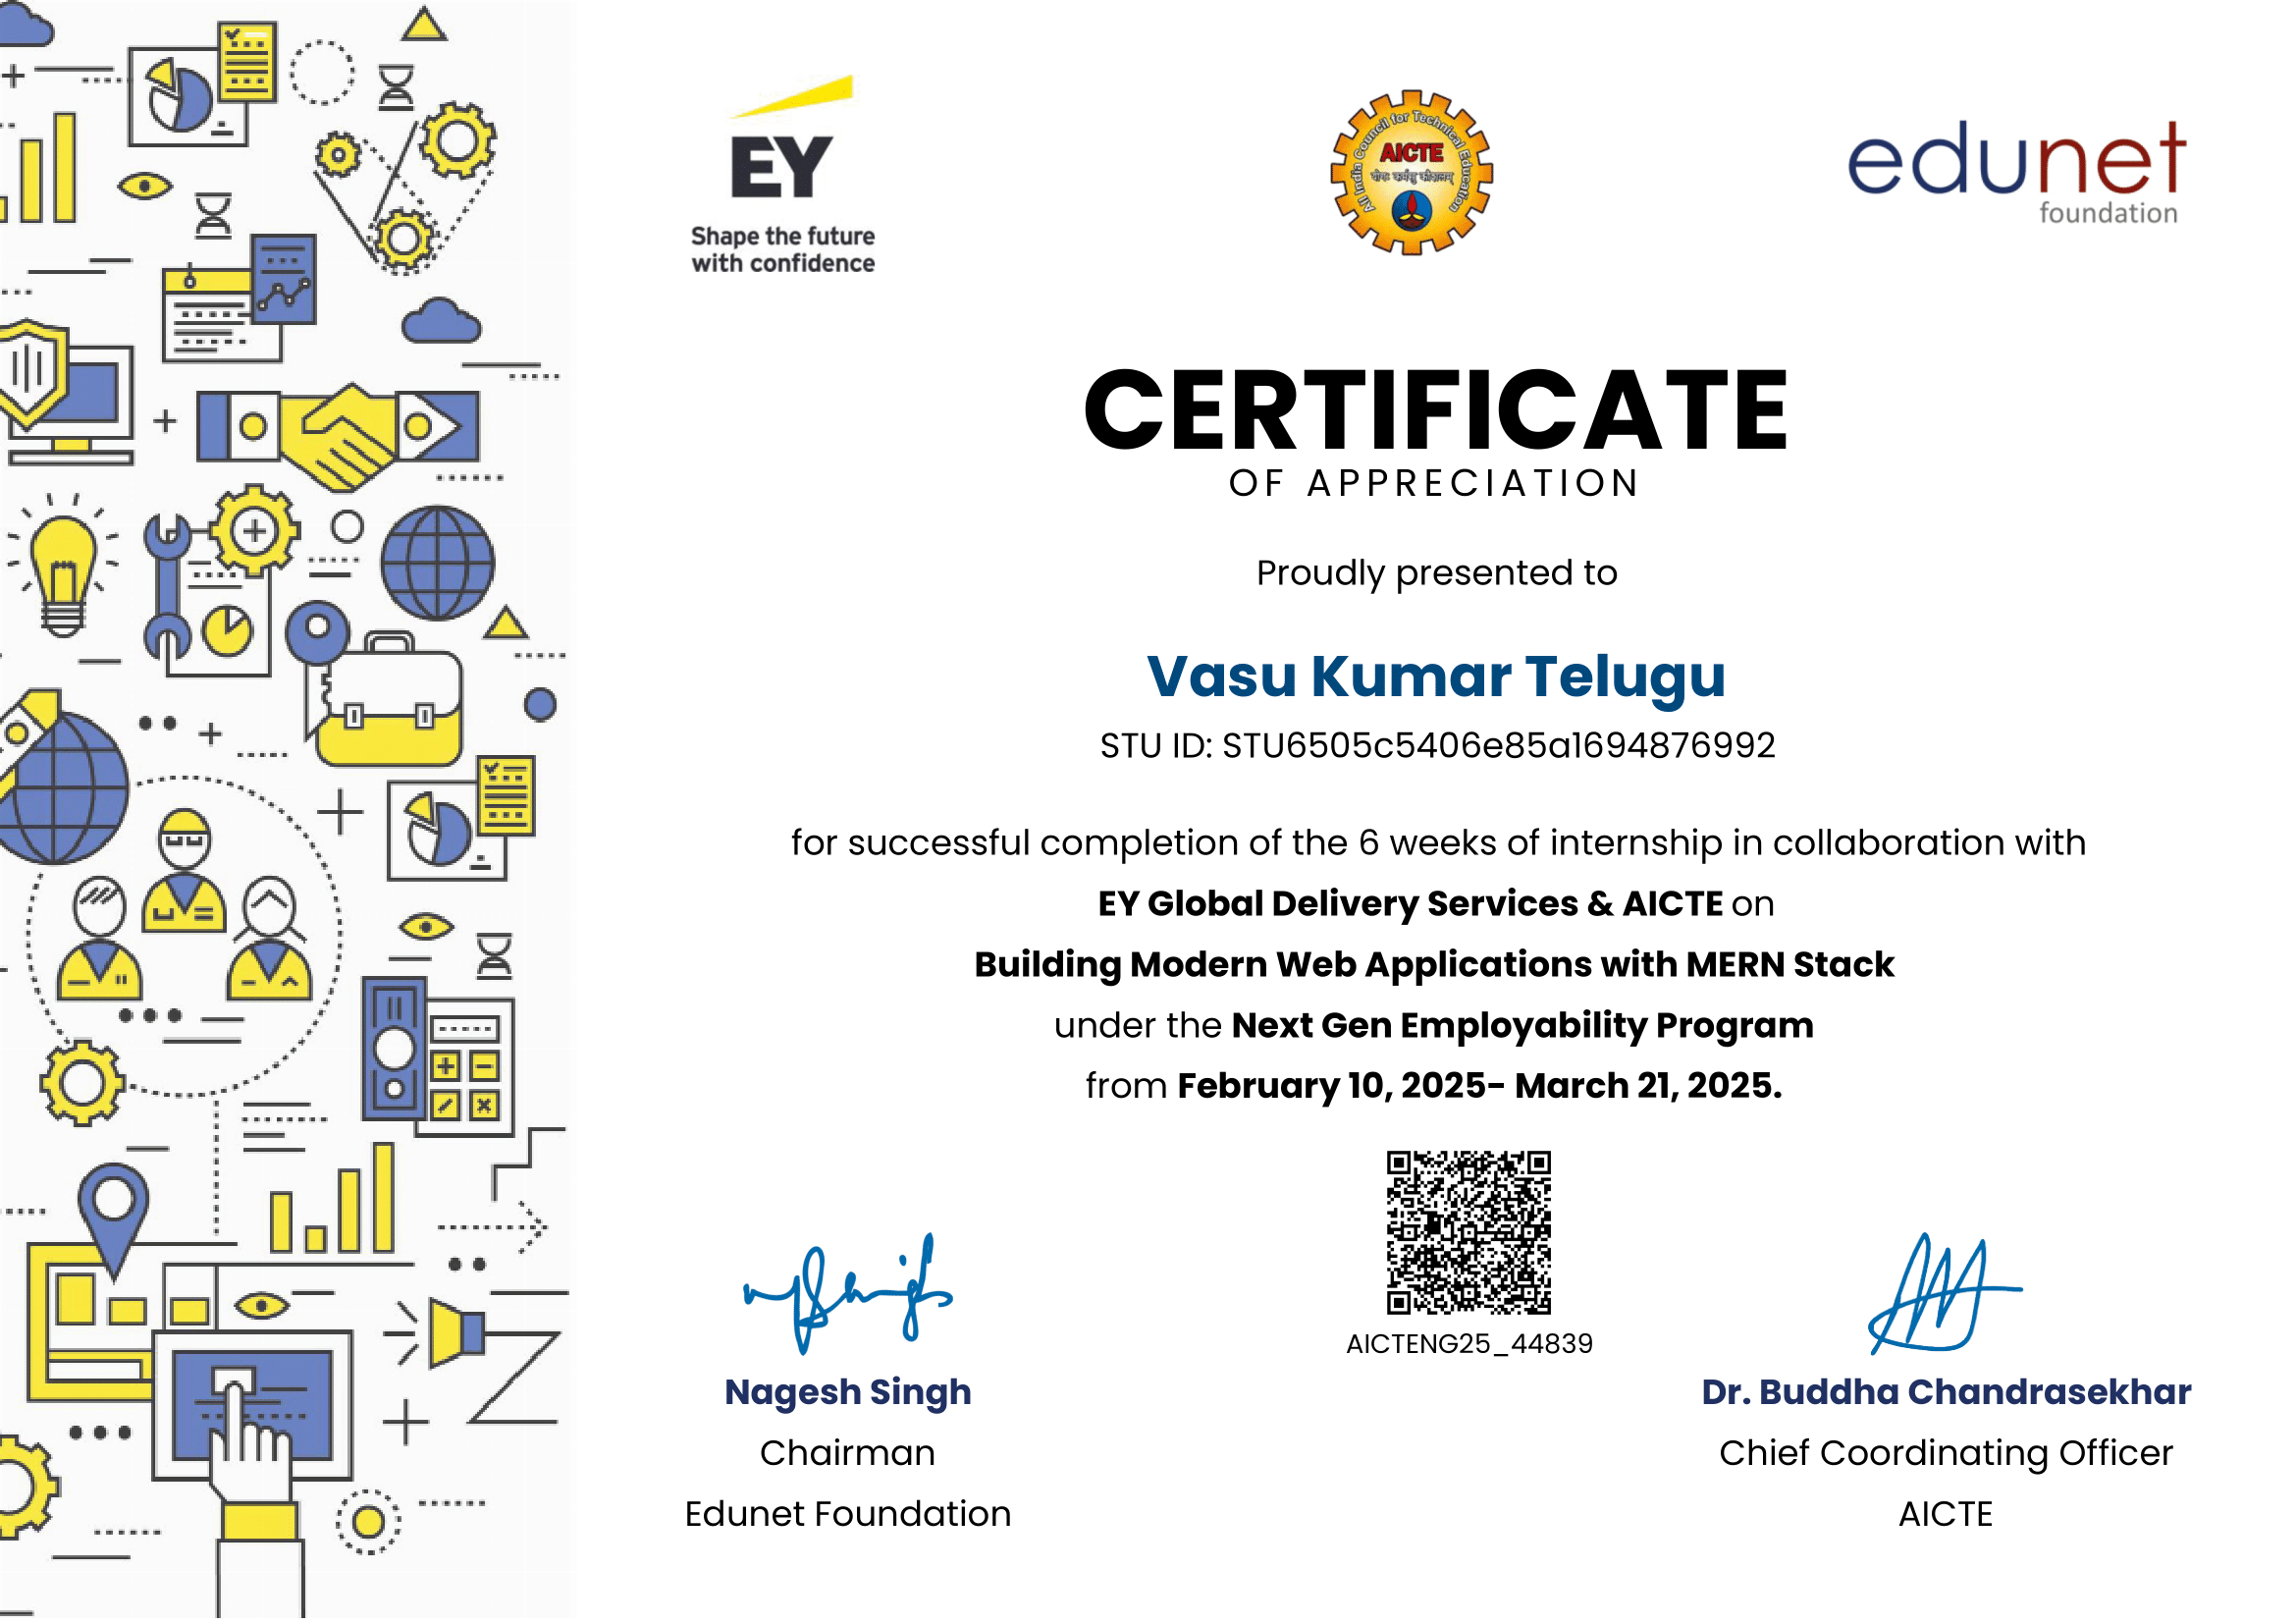 EY
Shape the future
with confidence
All India Council for Technical Education
AICTE
योगः कर्मसु कौशलम्
edunet
foundation
CERTIFICATE
OF APPRECIATION
Proudly presented to
Vasu Kumar Telugu
STU ID: STU6505c5406e85a1694876992
for successful completion of the 6 weeks of internship in collaboration with
EY Global Delivery Services & AICTE on
Building Modern Web Applications with MERN Stack
under the Next Gen Employability Program
from February 10, 2025- March 21, 2025.
AICTENG25_44839
Nagesh Singh
Chairman
Edunet Foundation
Dr. Buddha Chandrasekhar
Chief Coordinating Officer
AICTE